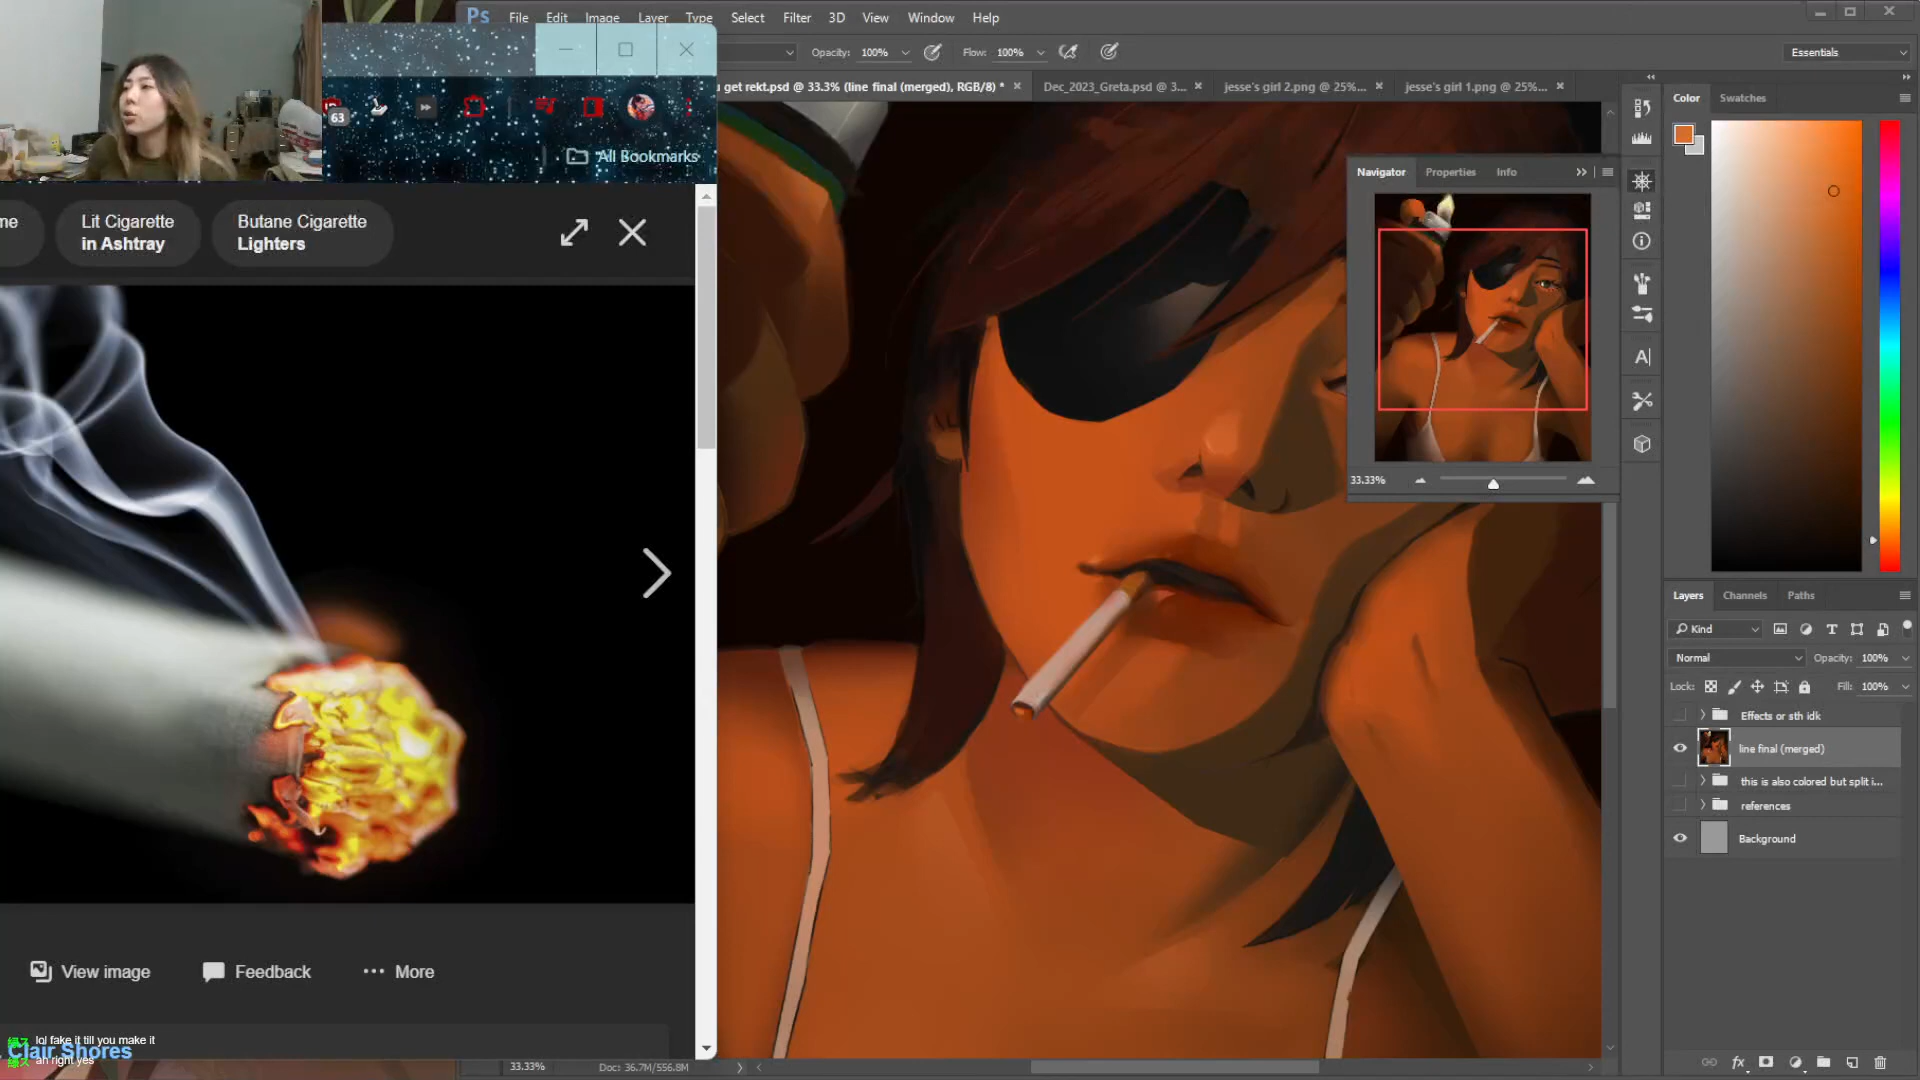 Ps File Edit Image Layer Type Select Filter 3D View Window Help
Opacity: 100% Flow: 100% Essentials
u get rekt.psd @ 33.3% (line final (merged), RGB/8) * Dec_2023_Greta.psd @ 3... jesse's girl 2.png @ 25%... jesse's girl 1.png @ 25%...
63
All Bookmarks
me
Lit Cigarette
in Ashtray
Butane Cigarette
Lighters
View image Feedback More
lol fake it till you make it
Clair Shores
ah right yes
33.33% Doc: 36.7M/556.8M
Navigator Properties Info
33.33%
Color Swatches
Layers Channels Paths
Kind
Normal Opacity: 100%
Lock: Fill: 100%
Effects or sth idk
line final (merged)
this is also colored but split i...
references
Background